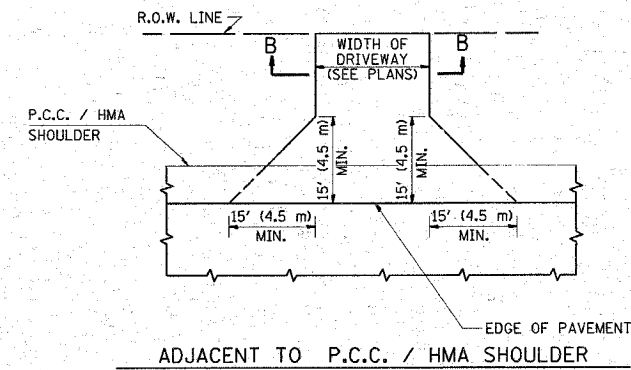 R.O.W. LINE
B
WIDTH OF
DRIVEWAY
(SEE PLANS)
B
P.C.C. / HMA
SHOULDER
15' (4.5 m)
MIN.
15' (4.5 m)
MIN.
15' (4.5 m)
MIN.
15' (4.5 m)
MIN.
EDGE OF PAVEMENT
ADJACENT TO P.C.C. / HMA SHOULDER